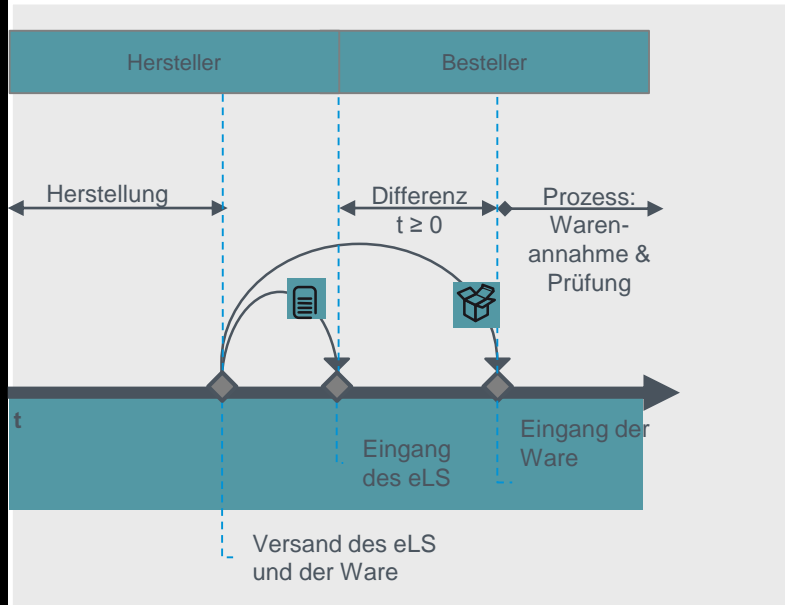 Hersteller
Besteller
Herstellung
Differenz
t ≥ 0
Prozess:
Waren-
annahme &
Prüfung
t
Eingang
des eLS
Eingang der
Ware
Versand des eLS
und der Ware